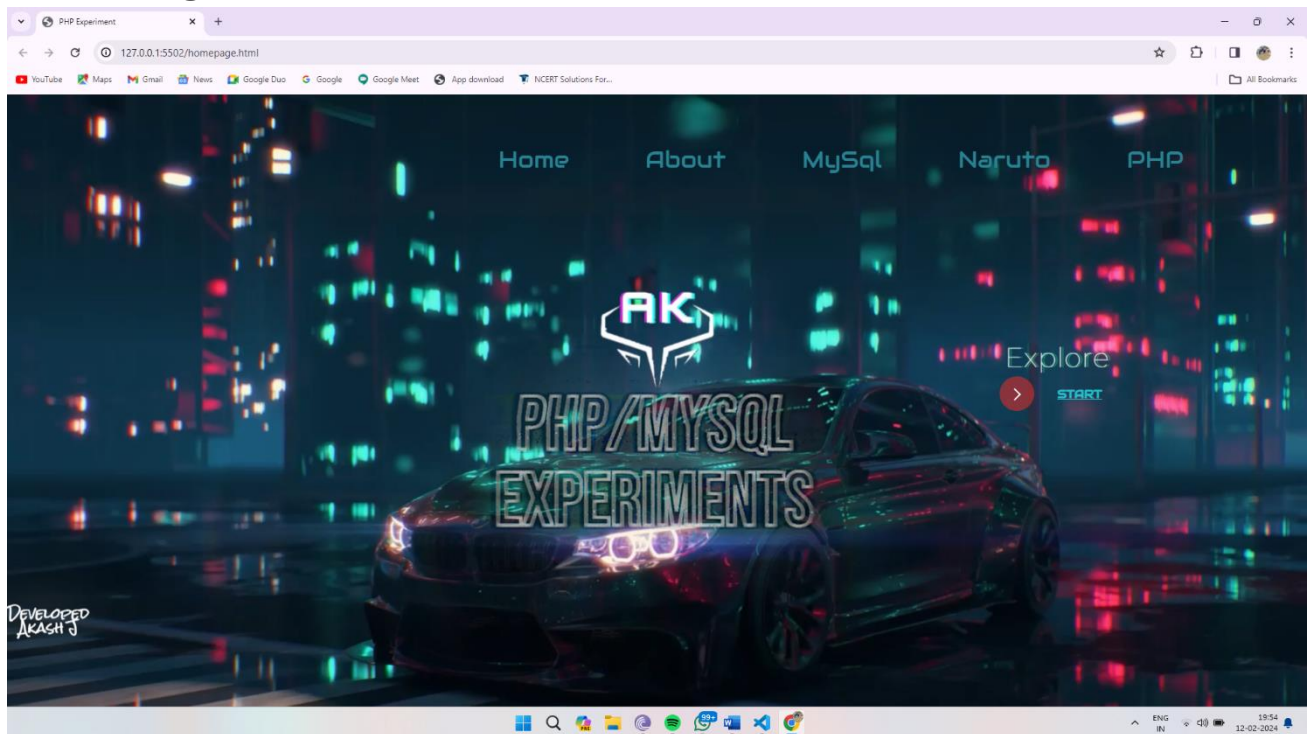 PHP Experiment
127.0.0.1:5502/homepage.html
YouTube Maps Gmail News Google Duo Google Google Meet App download NCERT Solutions For... All Bookmarks
Home About MySql Naruto PHP
AK
Explore
START
PHP/MYSQL
EXPERIMENTS
DEVELOPED
AKASH J
99+
ENG
IN
19:54
12-02-2024